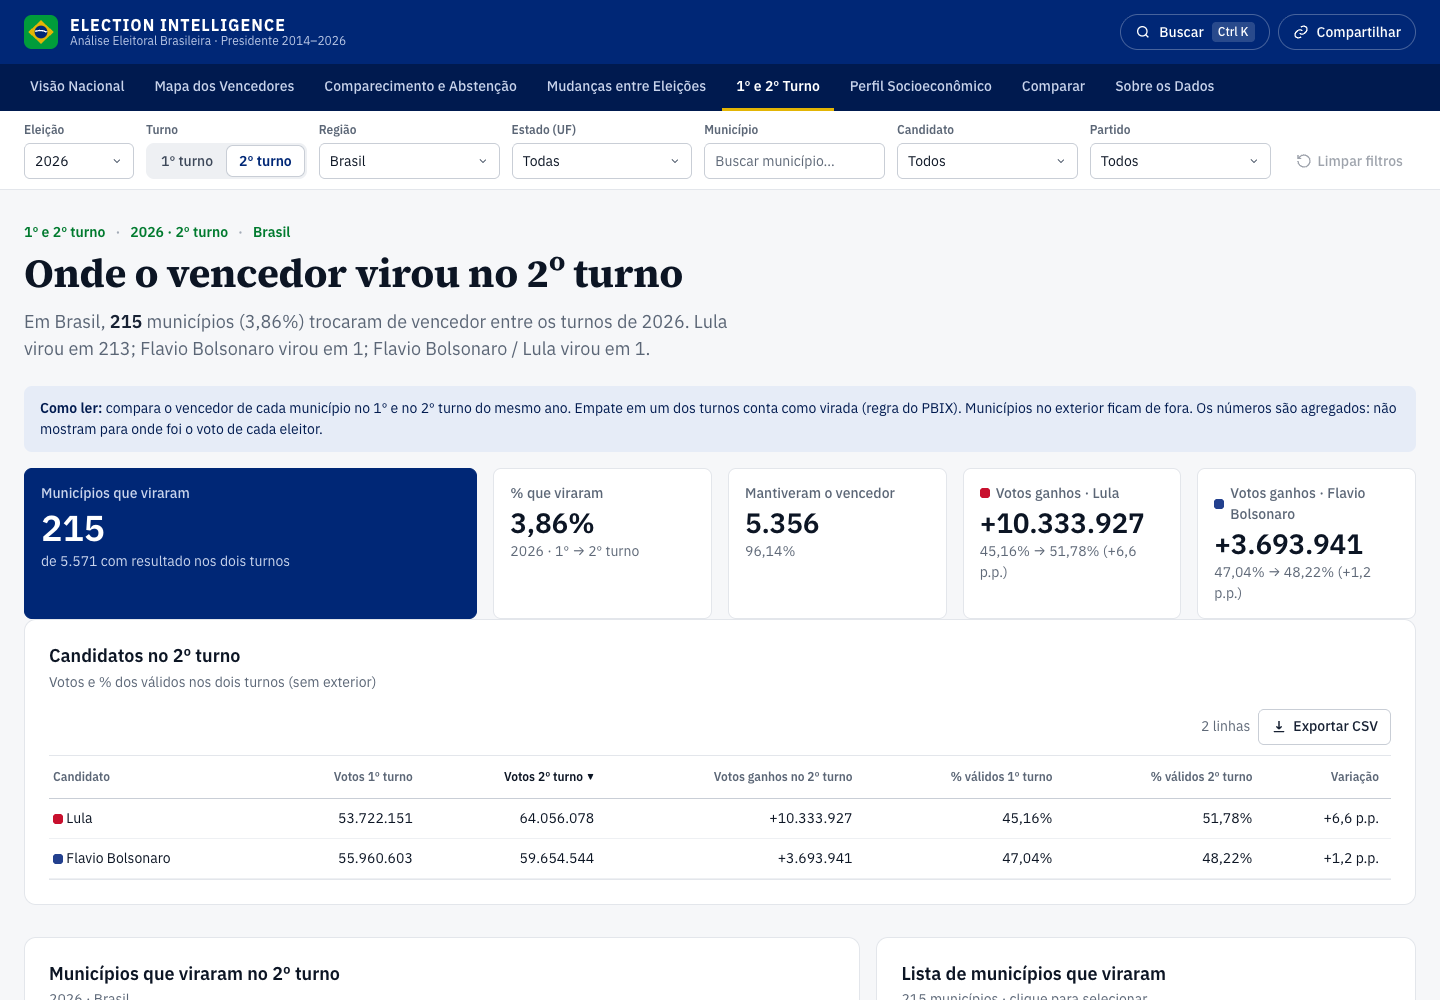 ELECTION INTELLIGENCE
Análise Eleitoral Brasileira · Presidente 2014–2026
Buscar Ctrl K
Compartilhar
Visão Nacional
Mapa dos Vencedores
Comparecimento e Abstenção
Mudanças entre Eleições
1º e 2º Turno
Perfil Socioeconômico
Comparar
Sobre os Dados
Eleição
2026
Turno
1º turno 2º turno
Região
Brasil
Estado (UF)
Todas
Município
Buscar município...
Candidato
Todos
Partido
Todos
Limpar filtros
1º e 2º turno · 2026 · 2º turno · Brasil
Onde o vencedor virou no 2º turno
Em Brasil, 215 municípios (3,86%) trocaram de vencedor entre os turnos de 2026. Lula
virou em 213; Flavio Bolsonaro virou em 1; Flavio Bolsonaro / Lula virou em 1.
Como ler: compara o vencedor de cada município no 1º e no 2º turno do mesmo ano. Empate em um dos turnos conta como virada (regra do PBIX). Municípios no exterior ficam de fora. Os números são agregados: não
mostram para onde foi o voto de cada eleitor.
Municípios que viraram
215
de 5.571 com resultado nos dois turnos
% que viraram
3,86%
2026 · 1º → 2º turno
Mantiveram o vencedor
5.356
96,14%
Votos ganhos · Lula
+10.333.927
45,16% → 51,78% (+6,6
p.p.)
Votos ganhos · Flavio
Bolsonaro
+3.693.941
47,04% → 48,22% (+1,2
p.p.)
Candidatos no 2º turno
Votos e % dos válidos nos dois turnos (sem exterior)
2 linhas
Exportar CSV
Candidato Votos 1º turno Votos 2º turno ▼ Votos ganhos no 2º turno % válidos 1º turno % válidos 2º turno Variação
Lula 53.722.151 64.056.078 +10.333.927 45,16% 51,78% +6,6 p.p.
Flavio Bolsonaro 55.960.603 59.654.544 +3.693.941 47,04% 48,22% +1,2 p.p.
Municípios que viraram no 2º turno
2026 · Brasil
Lista de municípios que viraram
215 municípios · clique para selecionar